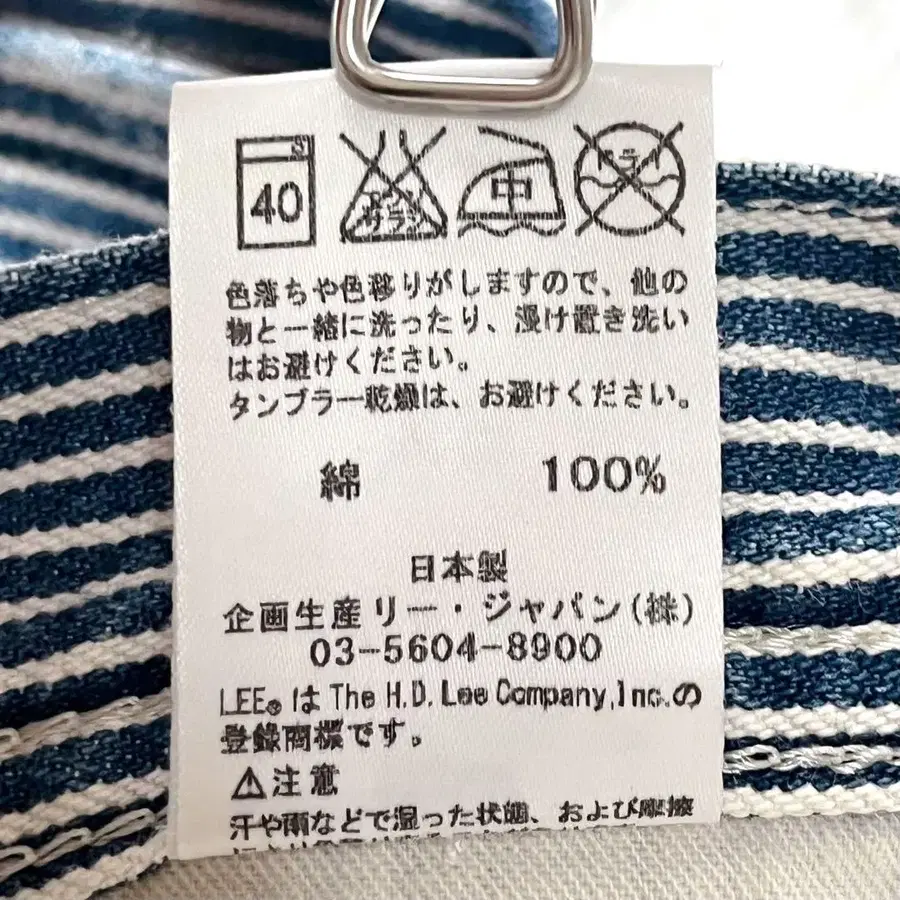 40
エンソ
サラシ
中
ドライ
色落ちや色移りがしますので、他の
物と一緒に洗ったり、浸け置き洗い
はお避けください。
タンブラー乾燥は、お避けください。
綿 100%
日本製
企画生産リー・ジャパン(株)
03-5604-8900
LEE®はThe H.D. Lee Company,Inc.の
登録商標です。
⚠注意
汗や雨などで湿った状態、および摩擦